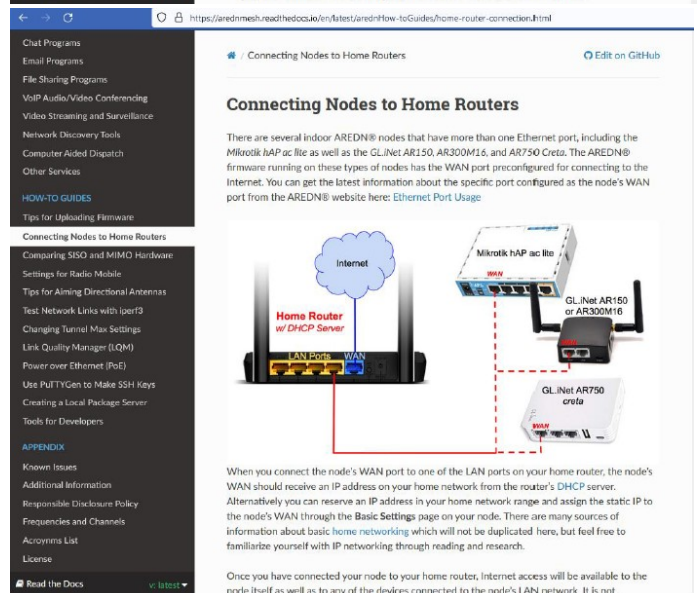 https://arednmesh.readthedocs.io/en/latest/arednHow-toGuides/home-router-connection.html
Chat Programs
Email Programs
File Sharing Programs
VoIP Audio/Video Conferencing
Video Streaming and Surveillance
Network Discovery Tools
Computer Aided Dispatch
Other Services
HOW-TO GUIDES
Tips for Uploading Firmware
Connecting Nodes to Home Routers
Comparing SISO and MIMO Hardware
Settings for Radio Mobile
Tips for Aiming Directional Antennas
Test Network Links with iperf3
Changing Tunnel Max Settings
Link Quality Manager (LQM)
Power over Ethernet (PoE)
Use PuTTYGen to Make SSH Keys
Creating a Local Package Server
Tools for Developers
APPENDIX
Known Issues
Additional Information
Responsible Disclosure Policy
Frequencies and Channels
Acroynms List
License
Read the Docs
v: latest
/ Connecting Nodes to Home Routers
Edit on GitHub
Connecting Nodes to Home Routers
There are several indoor AREDN® nodes that have more than one Ethernet port, including the
Mikrotik hAP ac lite as well as the GL.iNet AR150, AR300M16, and AR750 Creta. The AREDN®
firmware running on these types of nodes has the WAN port preconfigured for connecting to the
Internet. You can get the latest information about the specific port configured as the node's WAN
port from the AREDN® website here: Ethernet Port Usage
Internet
Home Router
w/ DHCP Server
LAN Ports
WAN
Mikrotik hAP ac lite
WAN
GL.iNet AR150
or AR300M16
WAN
GL.iNet AR750
creta
WAN
When you connect the node's WAN port to one of the LAN ports on your home router, the node's
WAN should receive an IP address on your home network from the router's DHCP server.
Alternatively you can reserve an IP address in your home network range and assign the static IP to
the node's WAN through the Basic Settings page on your node. There are many sources of
information about basic home networking which will not be duplicated here, but feel free to
familiarize yourself with IP networking through reading and research.
Once you have connected your node to your home router, Internet access will be available to the
node itself as well as to any of the devices connected to the node's LAN network. It is not